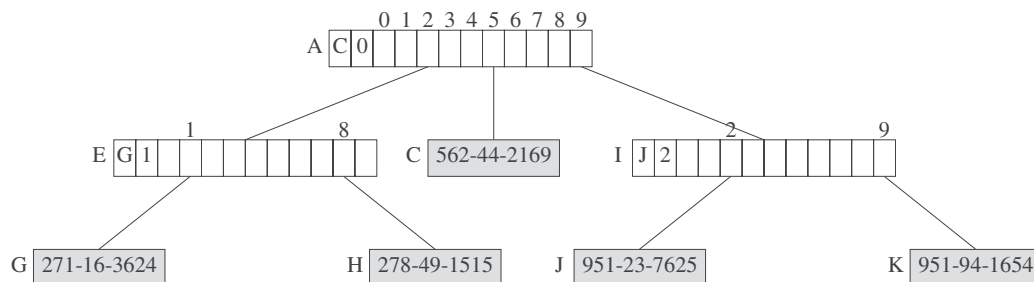 0 1 2 3 4 5 6 7 8 9
A C 0
1 8 2 9
E G 1 C 562-44-2169 I J 2
G 271-16-3624 H 278-49-1515 J 951-23-7625 K 951-94-1654